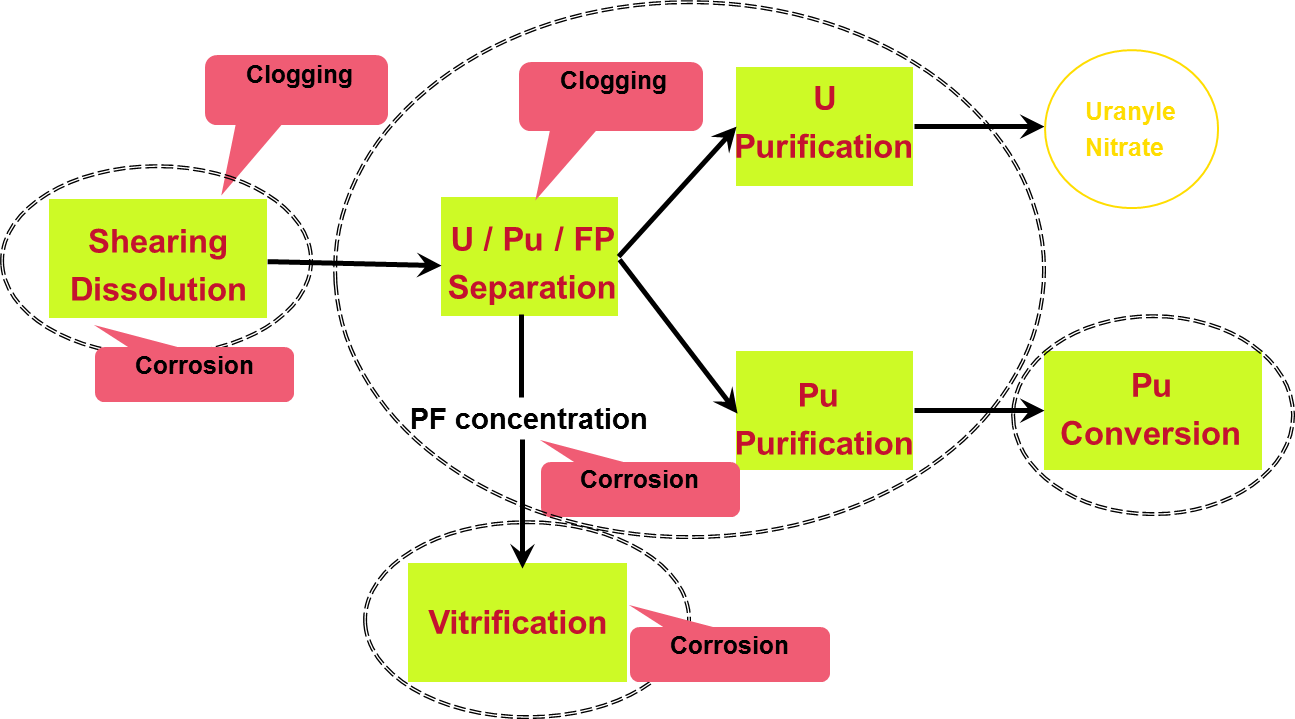 Clogging
Clogging
U
Purification
Uranyle
Nitrate
Shearing
Dissolution
U / Pu / FP
Separation
Corrosion
PF concentration
Corrosion
Pu
Purification
Pu
Conversion
Vitrification
Corrosion